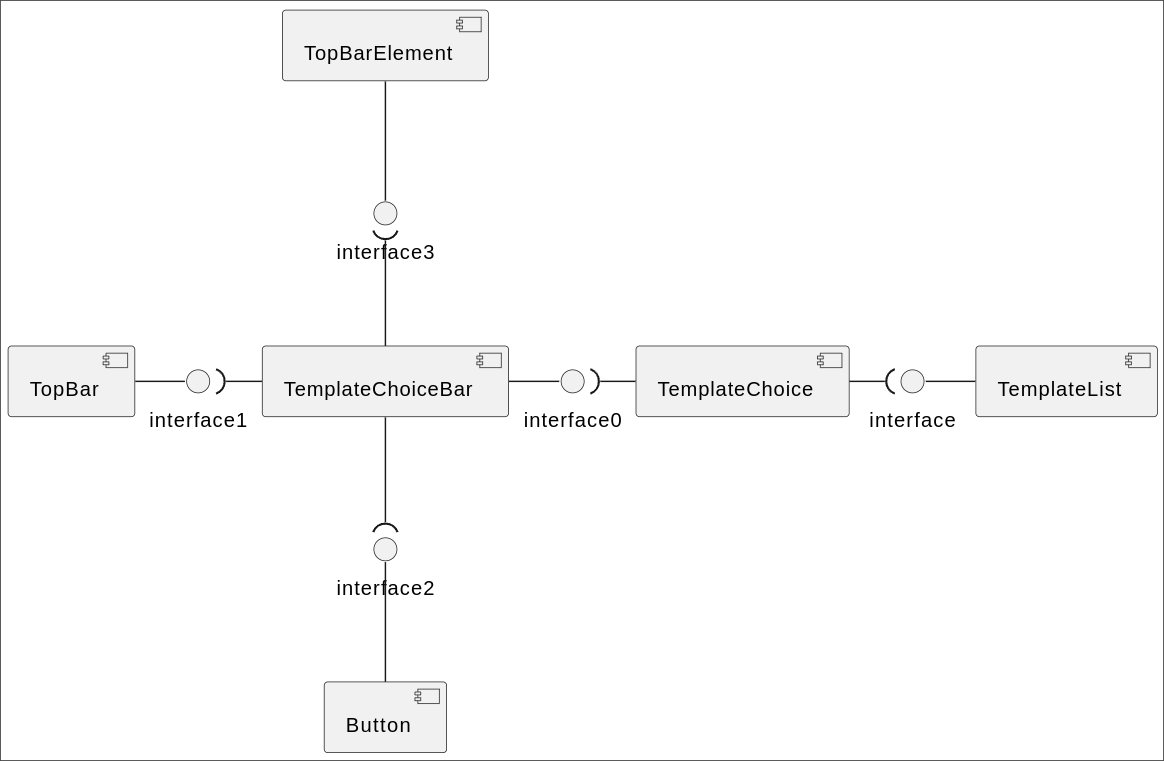 TopBarElement
interface3
TopBar
TemplateChoiceBar
TemplateChoice
TemplateList
interface1
interface0
interface
interface2
Button